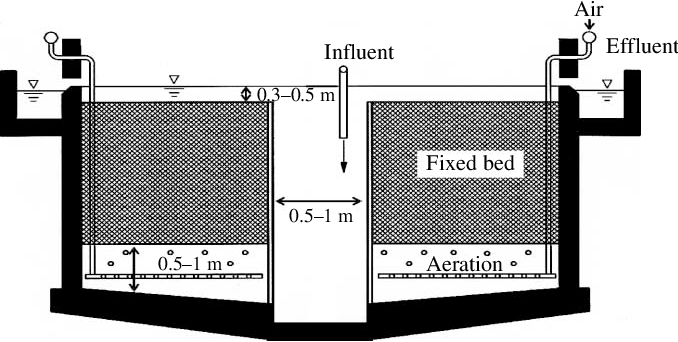 Air
Effluent
Influent
0.3–0.5 m
Fixed bed
0.5–1 m
0.5–1 m
Aeration